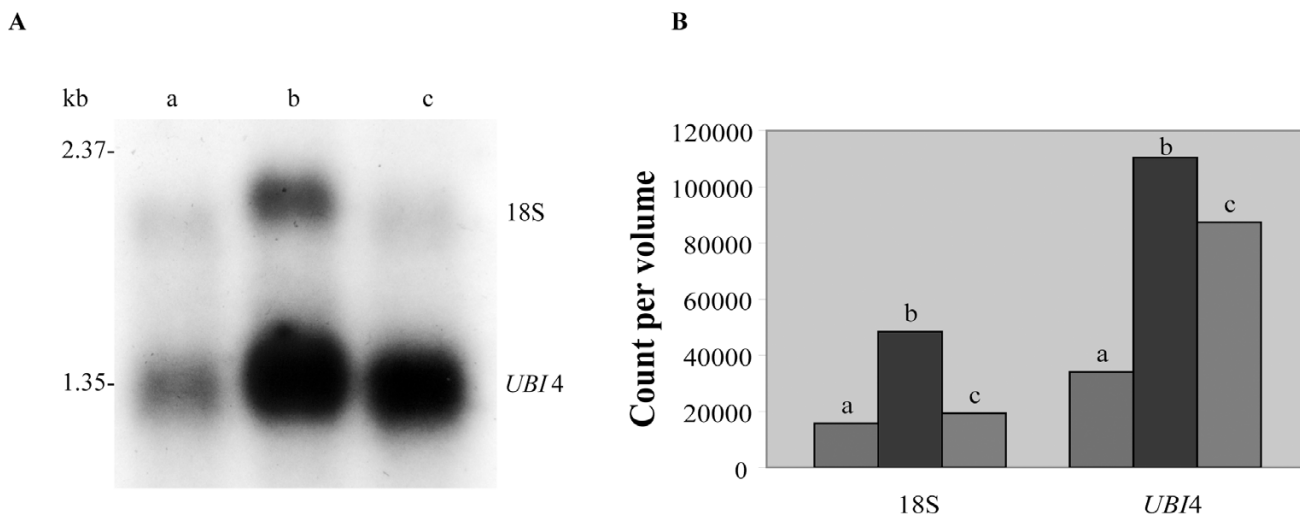 A
kb a b c
2.37-
18S
1.35-
UBI4
B
Count per volume
120000
100000
80000
60000
40000
20000
0
a
b
c
a
b
c
18S UBI4